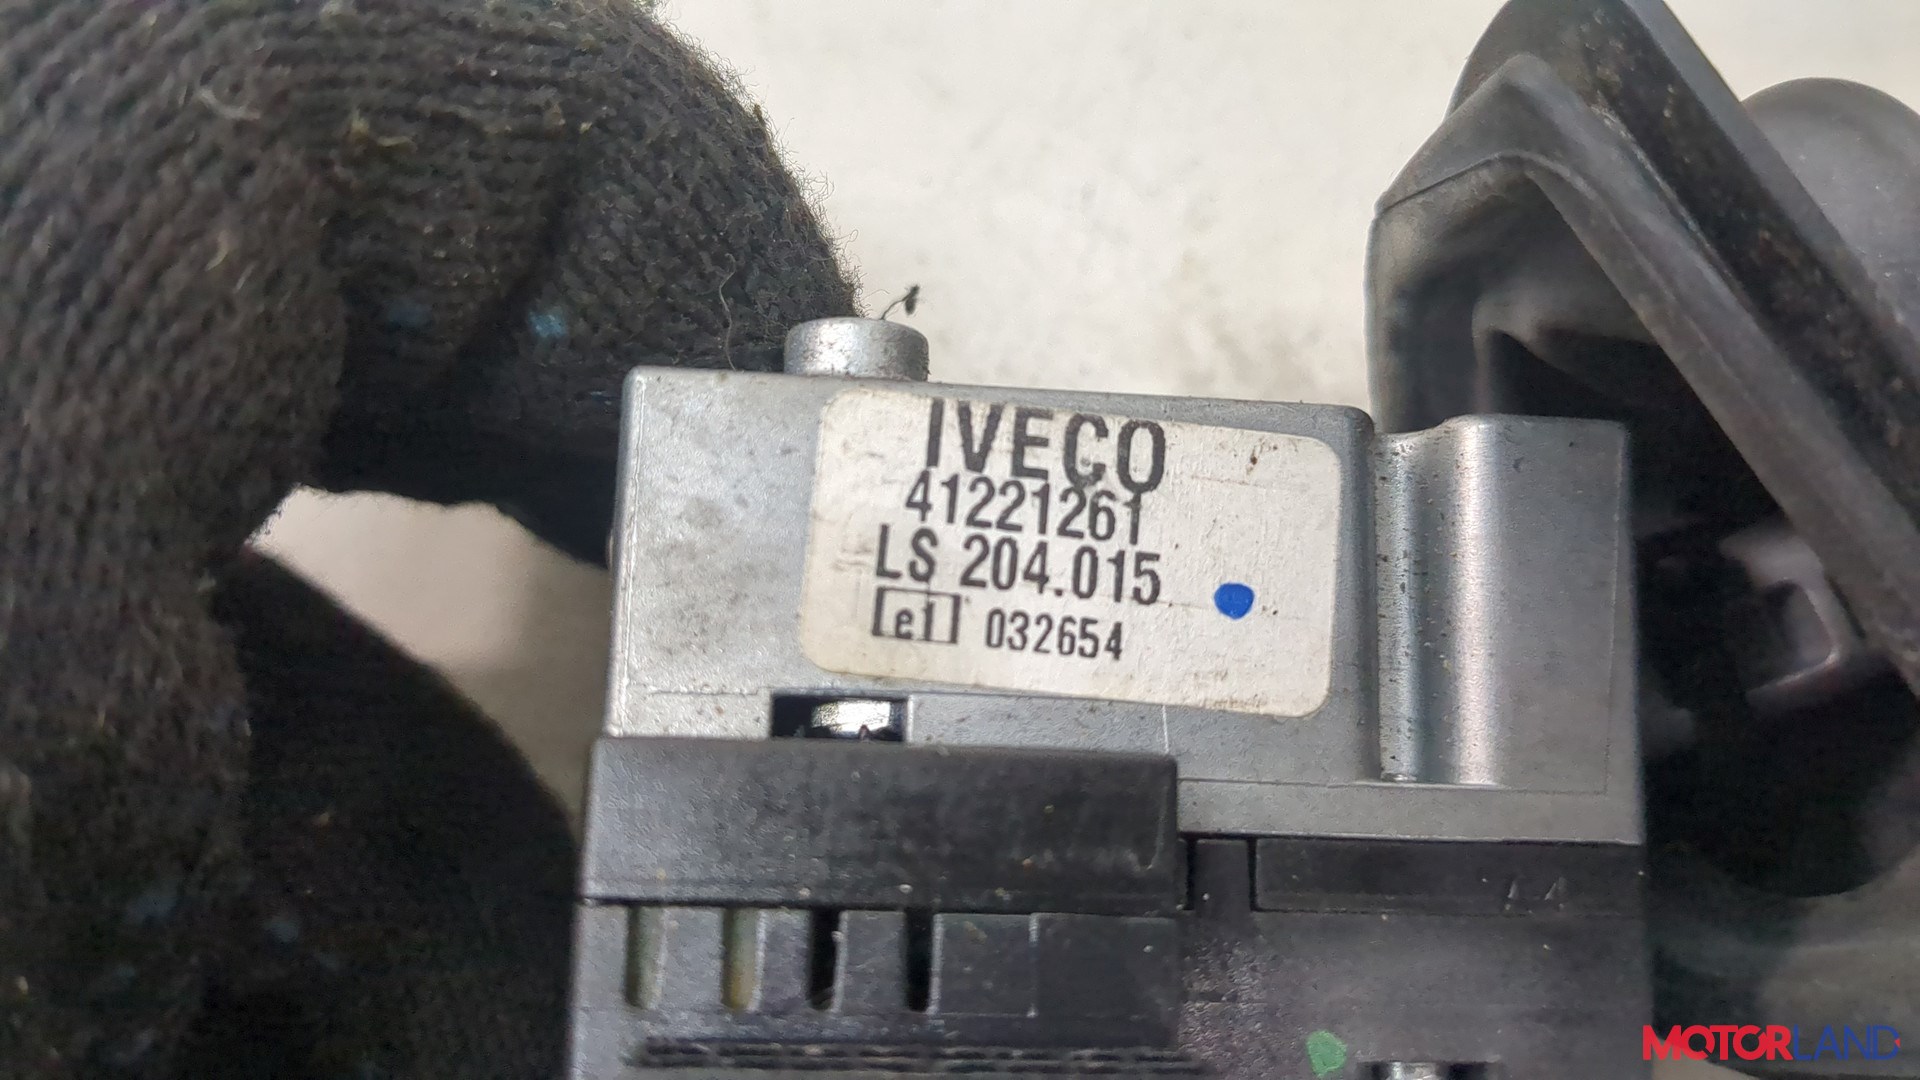 IVECO
41221261
LS 204.015
e1 032654
MOTORLAND